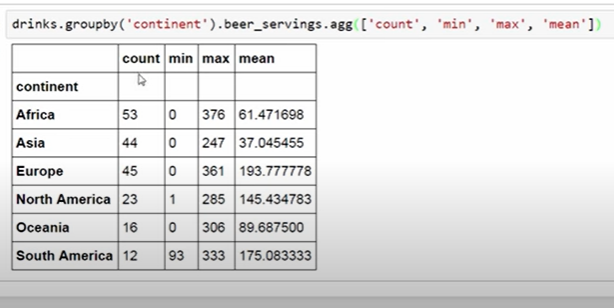 drinks.groupby('continent').beer_servings.agg(['count', 'min', 'max', 'mean'])
count min max mean
continent
Africa 53 0 376 61.471698
Asia 44 0 247 37.045455
Europe 45 0 361 193.777778
North America 23 1 285 145.434783
Oceania 16 0 306 89.687500
South America 12 93 333 175.083333